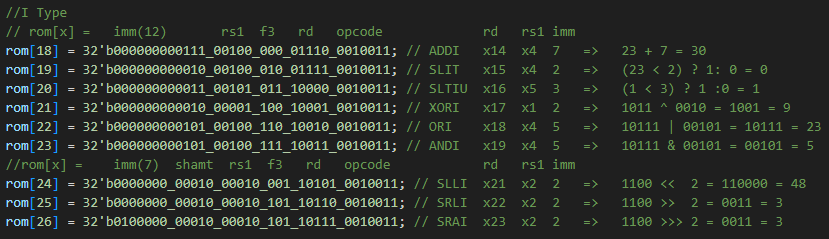 //I Type
// rom[x] =   imm(12)       rs1  f3   rd   opcode             rd   rs1 imm
rom[18] = 32'b000000000111_00100_000_01110_0010011; // ADDI   x14  x4  7   =>   23 + 7 = 30
rom[19] = 32'b000000000010_00100_010_01111_0010011; // SLIT   x15  x4  2   =>   (23 < 2) ? 1: 0 = 0
rom[20] = 32'b000000000011_00101_011_10000_0010011; // SLTIU  x16  x5  3   =>   (1 < 3) ? 1 :0 = 1
rom[21] = 32'b000000000010_00001_100_10001_0010011; // XORI   x17  x1  2   =>   1011 ^ 0010 = 1001 = 9
rom[22] = 32'b000000000101_00100_110_10010_0010011; // ORI    x18  x4  5   =>   10111 | 00101 = 10111 = 23
rom[23] = 32'b000000000101_00100_111_10011_0010011; // ANDI   x19  x4  5   =>   10111 & 00101 = 00101 = 5
//rom[x] =    imm(7)  shamt  rs1  f3   rd   opcode            rd   rs1 imm
rom[24] = 32'b0000000_00010_00010_001_10101_0010011; // SLLI  x21  x2  2   =>   1100 <<  2 = 110000 = 48
rom[25] = 32'b0000000_00010_00010_101_10110_0010011; // SRLI  x22  x2  2   =>   1100 >>  2 = 0011 = 3
rom[26] = 32'b0100000_00010_00010_101_10111_0010011; // SRAI  x23  x2  2   =>   1100 >>> 2 = 0011 = 3